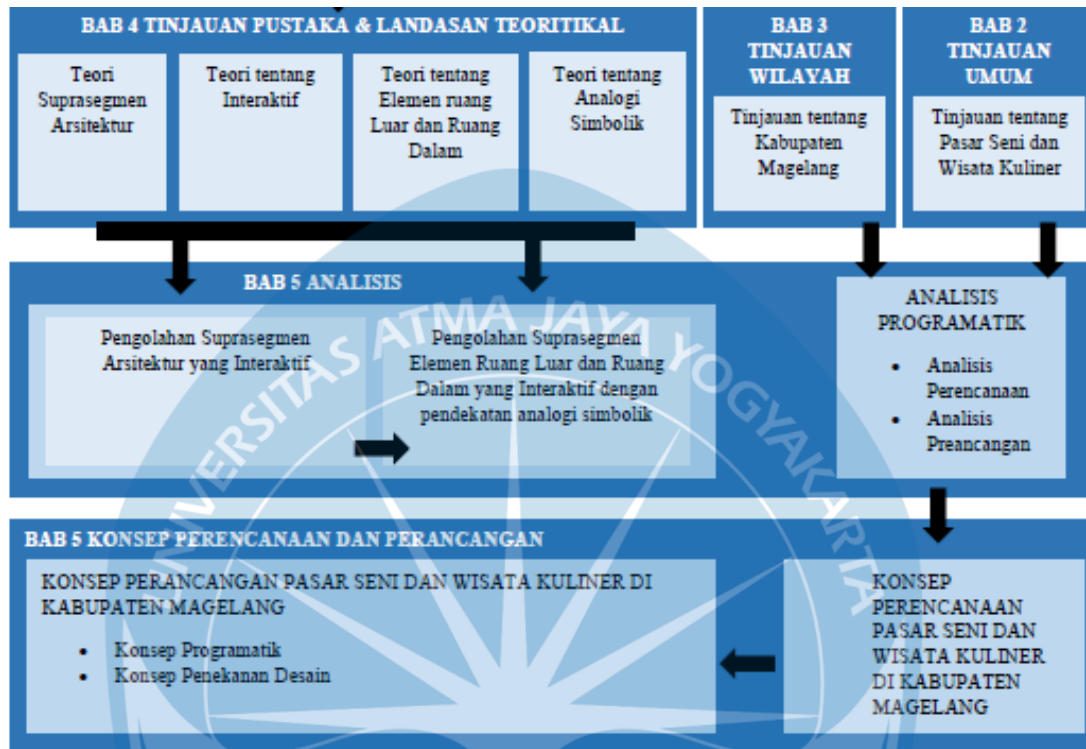 BAB 4 TINJAUAN PUSTAKA & LANDASAN TEORITIKAL
Teori
Suprasegmen
Arsitektur
Teori tentang
Interaktif
Teori tentang
Elemen ruang
Luar dan Ruang
Dalam
Teori tentang
Analogi
Simbolik
BAB 3
TINJAUAN
WILAYAH
Tinjauan tentang
Kabupaten
Magelang
BAB 2
TINJAUAN
UMUM
Tinjauan tentang
Pasar Seni dan
Wisata Kuliner
BAB 5 ANALISIS
Pengolahan Suprasegmen
Arsitektur yang Interaktif
Pengolahan Suprasegmen
Elemen Ruang Luar dan Ruang
Dalam yang Interaktif dengan
pendekatan analogi simbolik
ANALISIS
PROGRAMATIK
• Analisis
Perencanaan
• Analisis
Preancangan
UNIVERSITAS ATMA JAYA YOGYAKARTA
BAB 5 KONSEP PERENCANAAN DAN PERANCANGAN
KONSEP PERANCANGAN PASAR SENI DAN WISATA KULINER DI
KABUPATEN MAGELANG
• Konsep Programatik
• Konsep Penekanan Desain
KONSEP
PERENCANAAN
PASAR SENI DAN
WISATA KULINER
DI KABUPATEN
MAGELANG